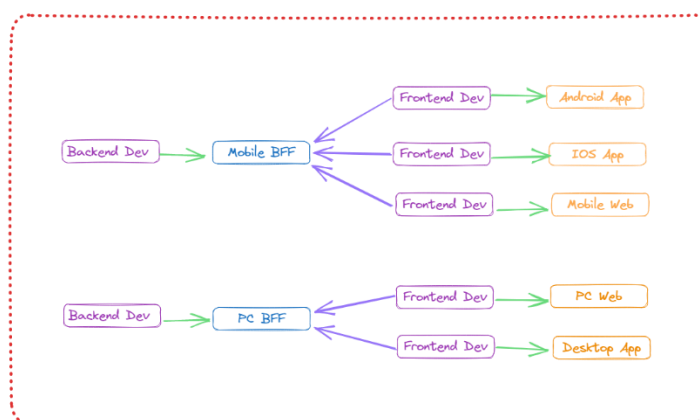 Frontend Dev
Android App
Backend Dev
Mobile BFF
Frontend Dev
IOS App
Frontend Dev
Mobile Web
Backend Dev
PC BFF
Frontend Dev
PC Web
Frontend Dev
Desktop App